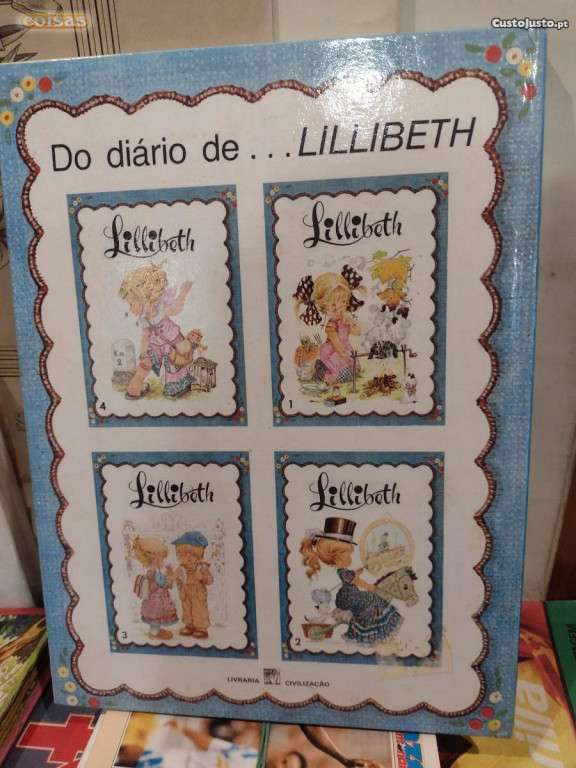 coisas
CustoJusto.pt
Do diário de ... LILLIBETH
Lillibeth
4
Lillibeth
1
Lillibeth
3
Lillibeth
2
LIVRARIA CIVILIZAÇÃO